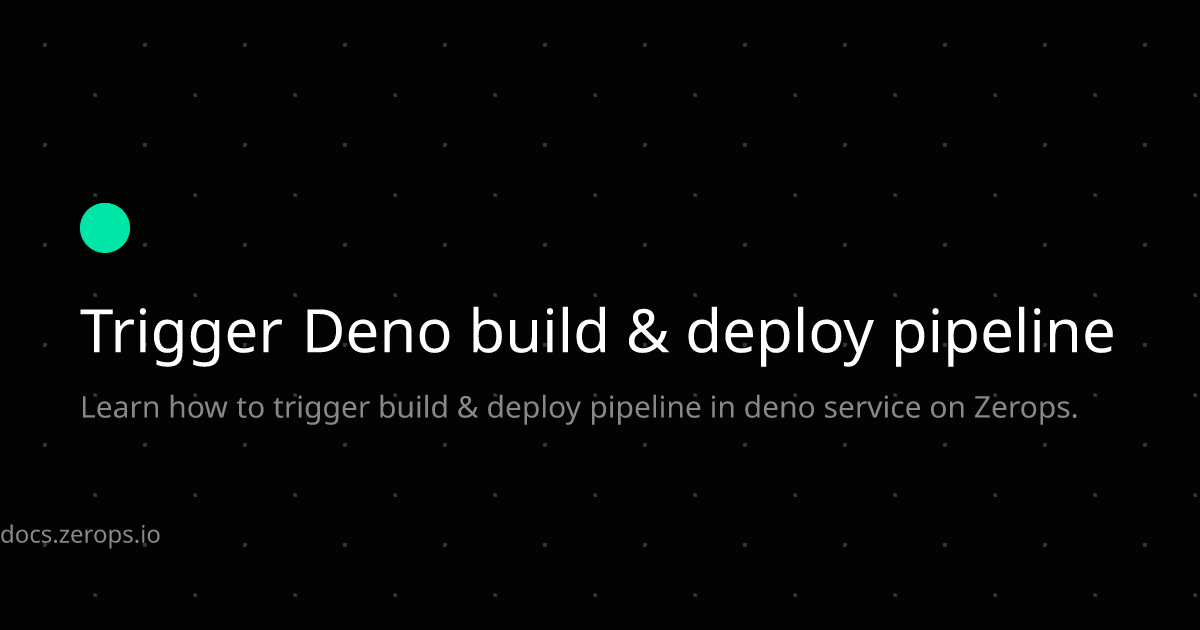 Trigger Deno build & deploy pipeline
Learn how to trigger build & deploy pipeline in deno service on Zerops.
docs.zerops.io